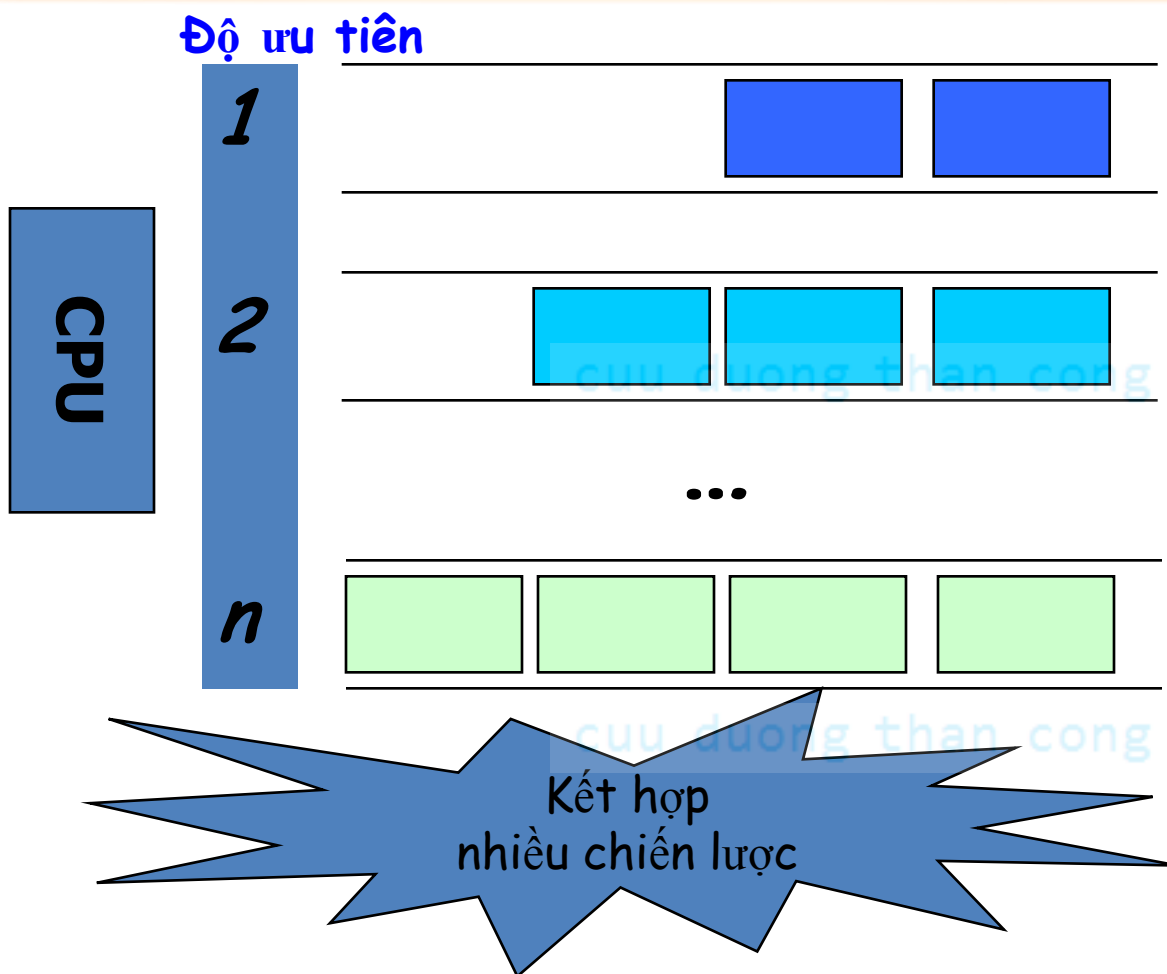 Độ ưu tiên
1
CPU
2
cuu duong than cong
...
n
cuu duong than cong
Kết hợp
nhiều chiến lược